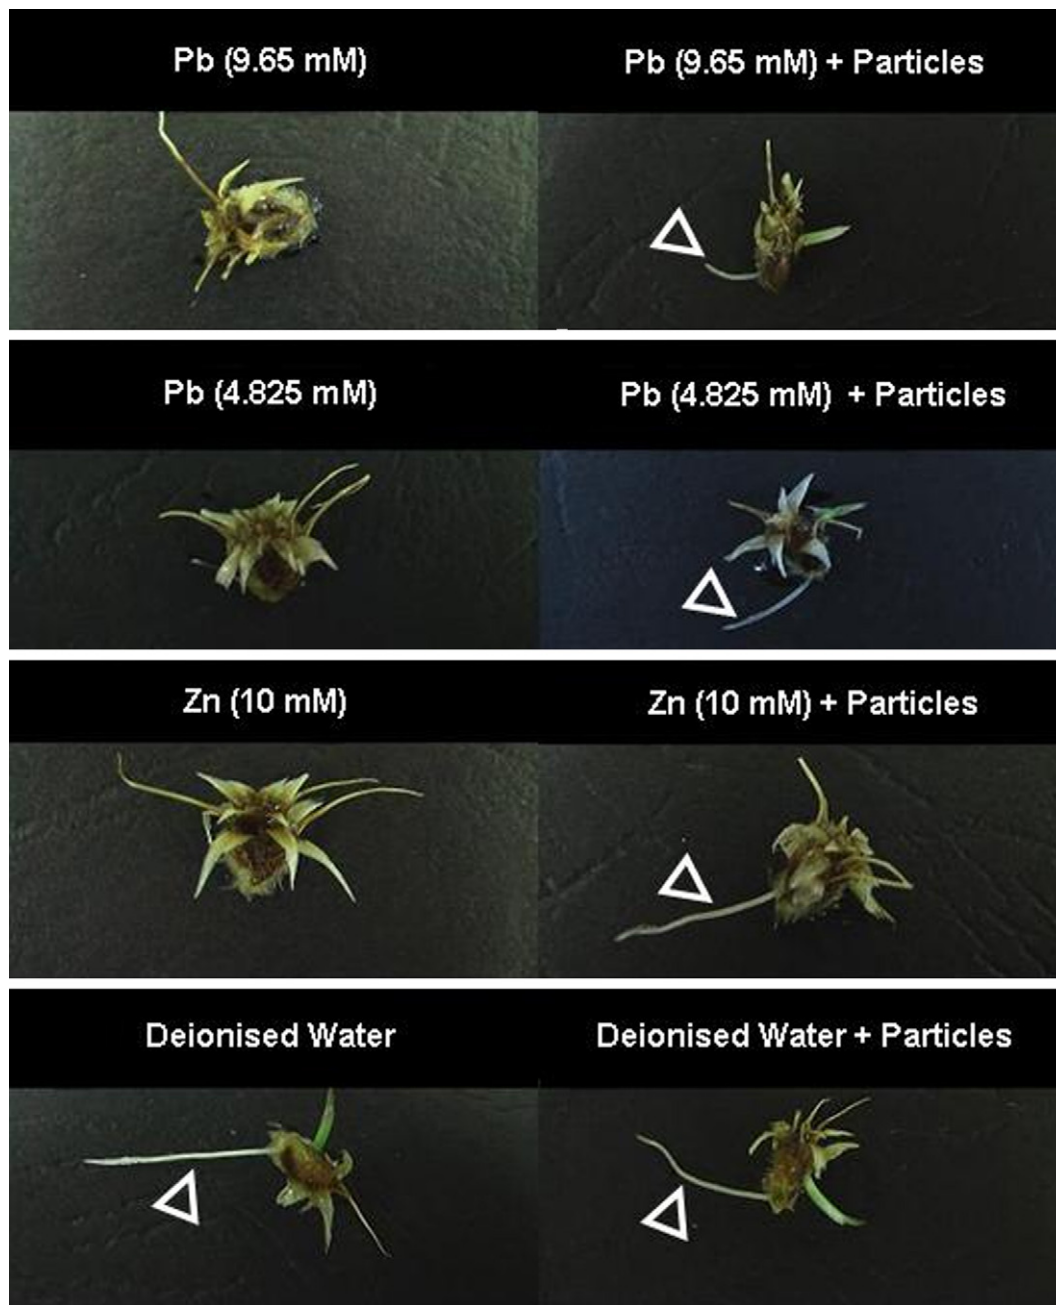 Pb (9.65 mM)
Pb (9.65 mM) + Particles
Pb (4.825 mM)
Pb (4.825 mM) + Particles
Zn (10 mM)
Zn (10 mM) + Particles
Deionised Water
Deionised Water + Particles